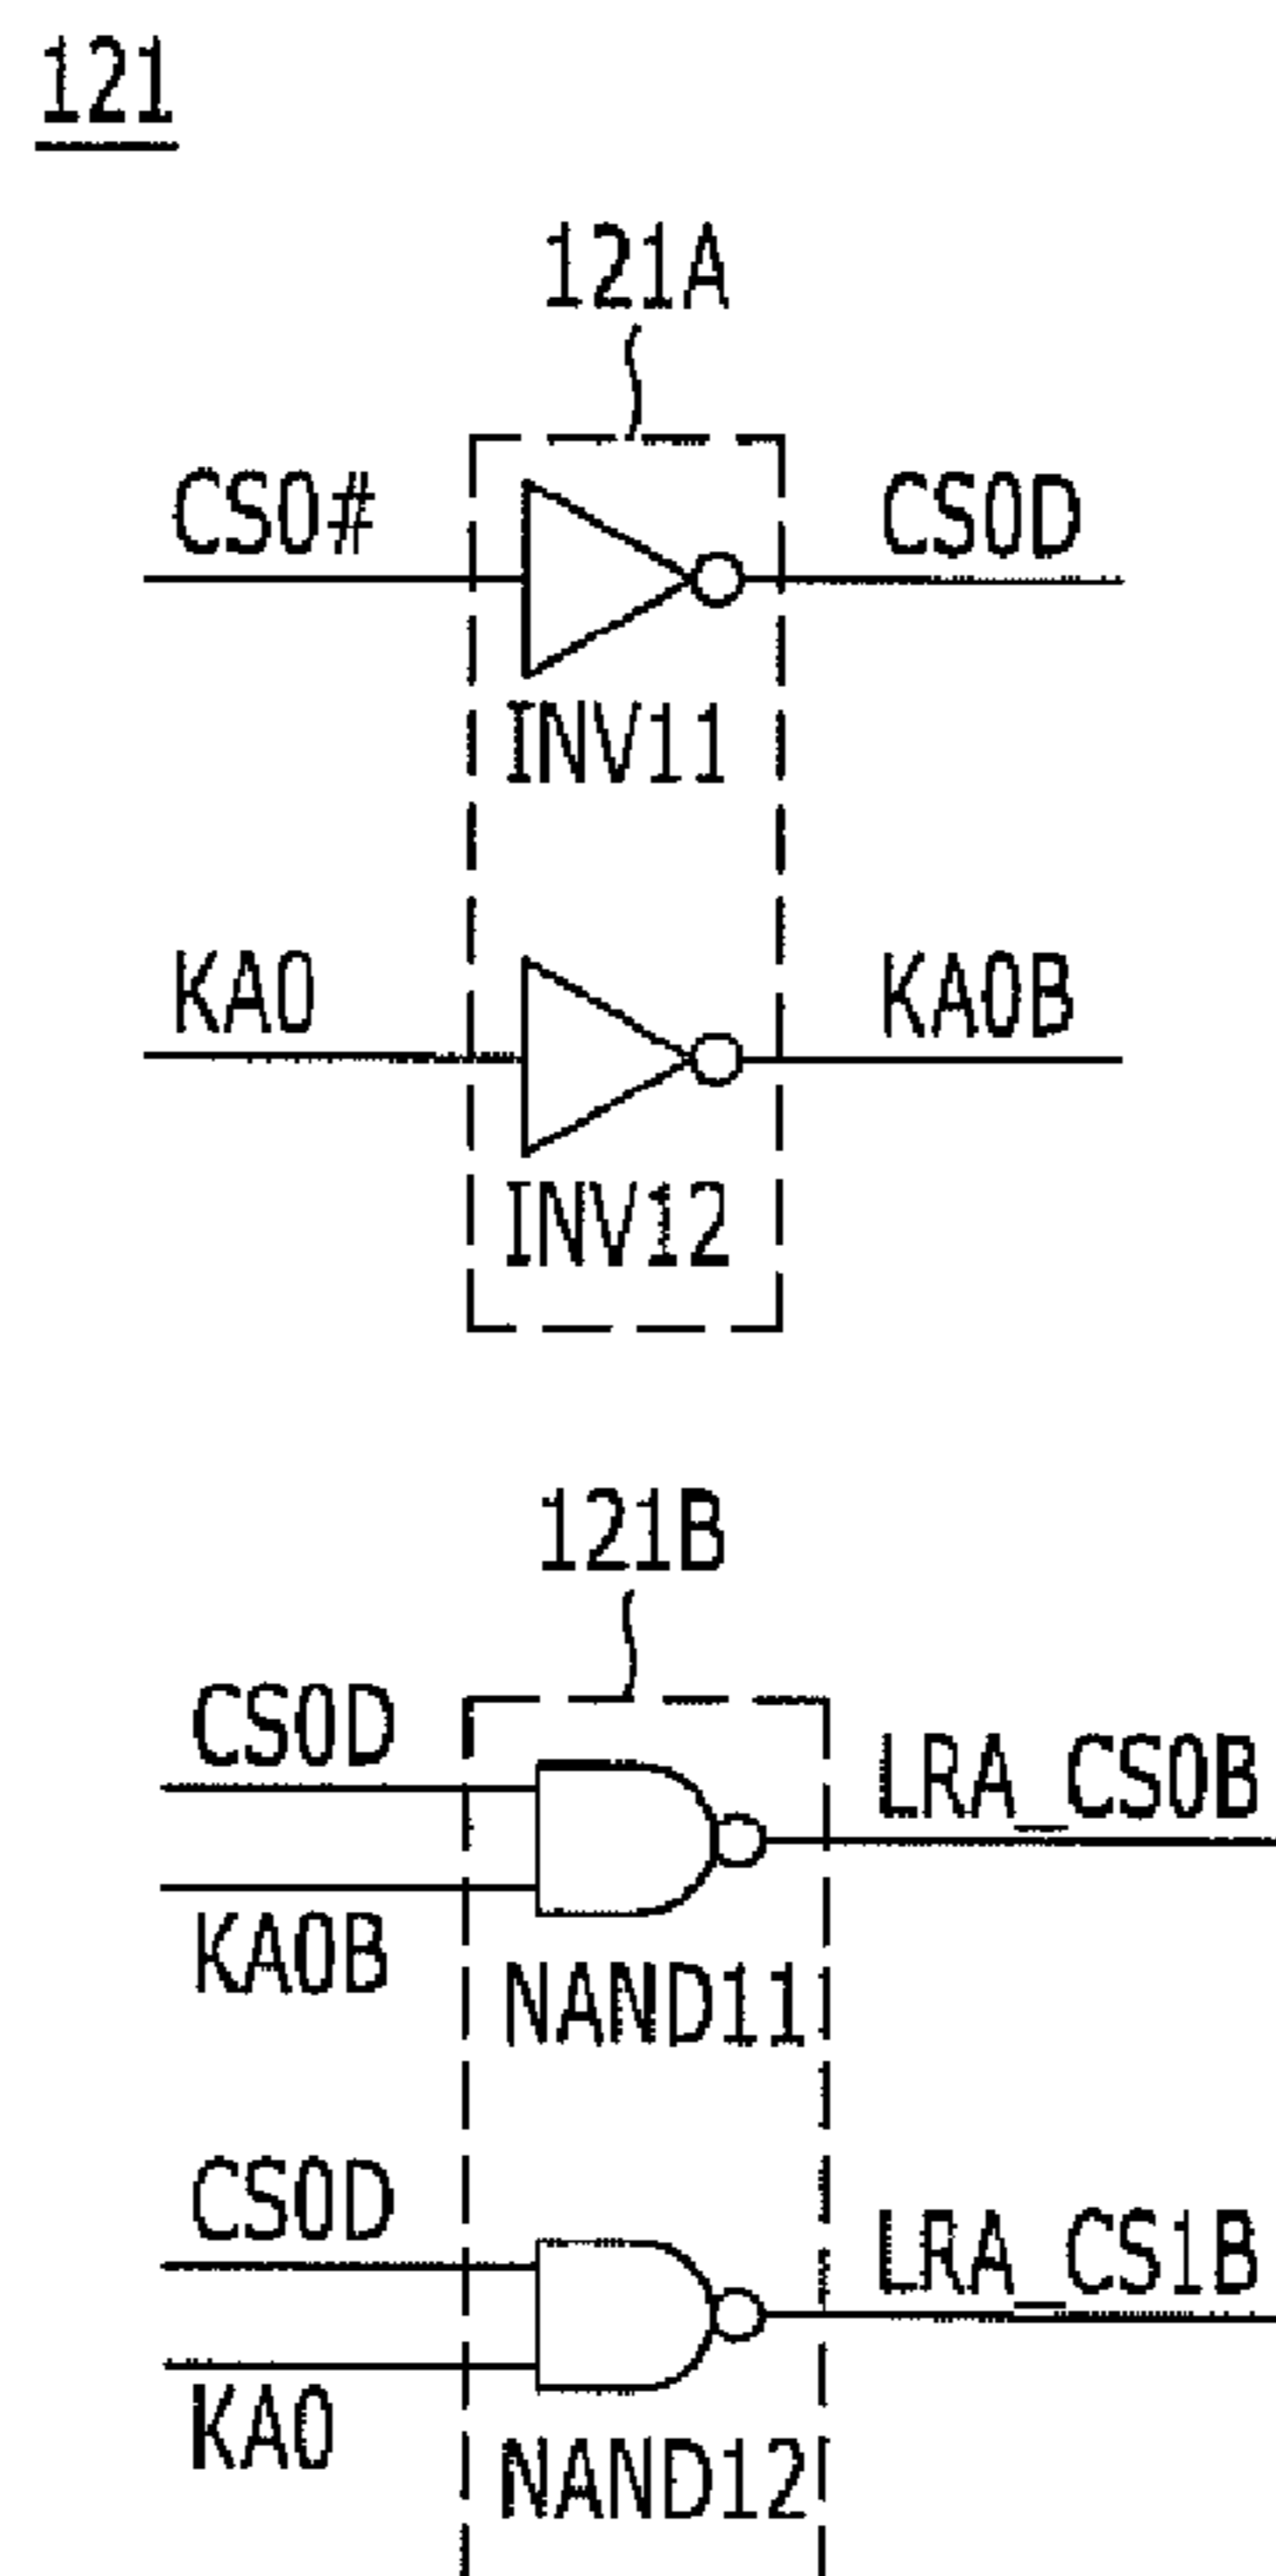 121
121A
CS0#
CS0D
INV11
KA0
KA0B
INV12
121B
CS0D
LRA_CS0B
KA0B
NAND11
CS0D
LRA_CS1B
KA0
NAND12